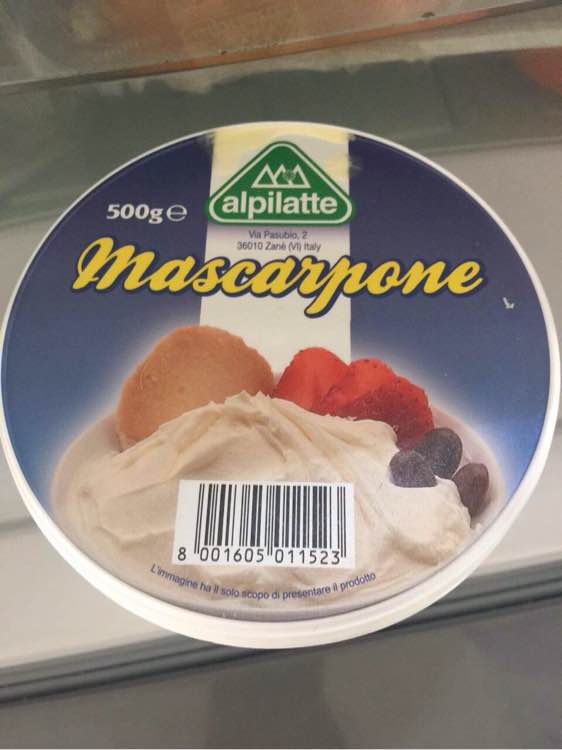 500g ℮
alpilatte
Via Pasubio, 2
36010 Zanè (VI) Italy
Mascarpone
8 001605 011523
L'immagine ha il solo scopo di presentare il prodotto